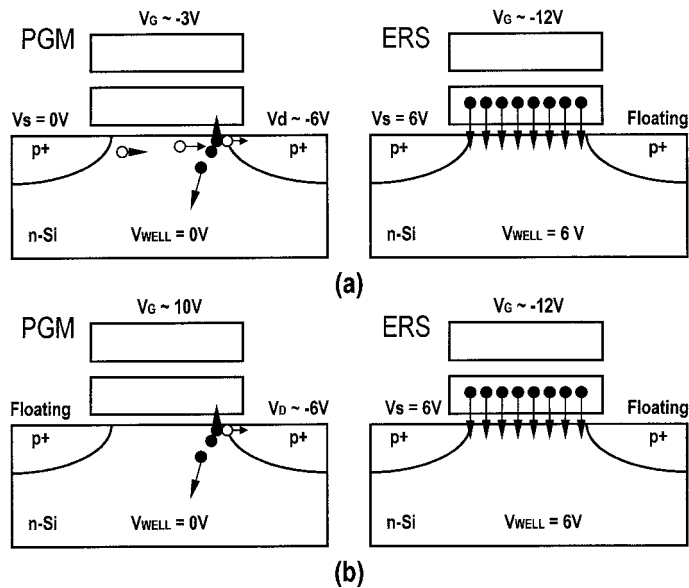 PGM
VG ~ -3V
ERS
VG ~ -12V
Vs = 0V
Vd ~ -6V
Vs = 6V
Floating
p+
p+
p+
p+
n-Si
VWELL = 0V
n-Si
VWELL = 6 V
(a)
PGM
VG ~ 10V
ERS
VG ~ -12V
Floating
VD ~ -6V
Vs = 6V
Floating
p+
p+
p+
p+
n-Si
VWELL = 0V
n-Si
VWELL = 6V
(b)